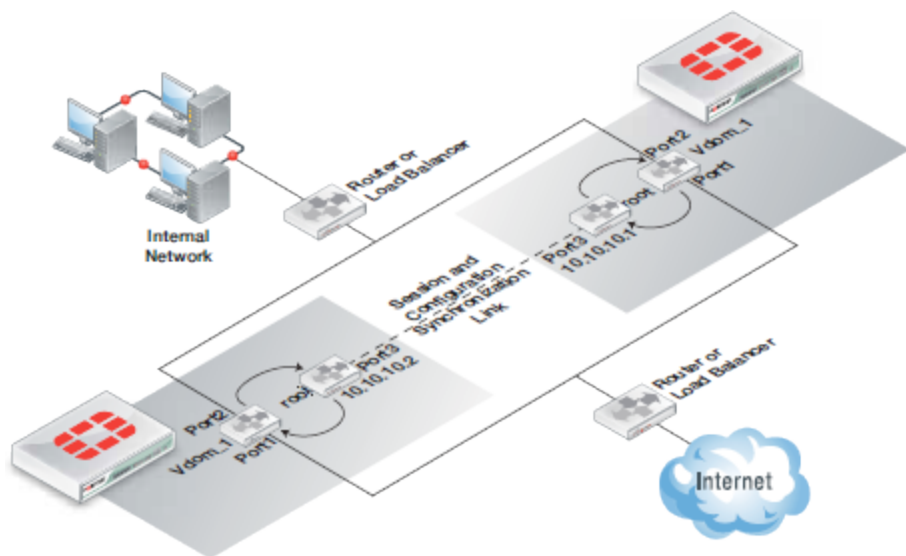 Port2
Vdom_1
Router or
Load Balancer
root
Port1
Internal
Network
Port3
10.10.10.1
Session and
Configuration
Synchronization
Link
Port3
10.10.10.2
root
Port2
Vdom_1
Port1
Router or
Load Balancer
Internet